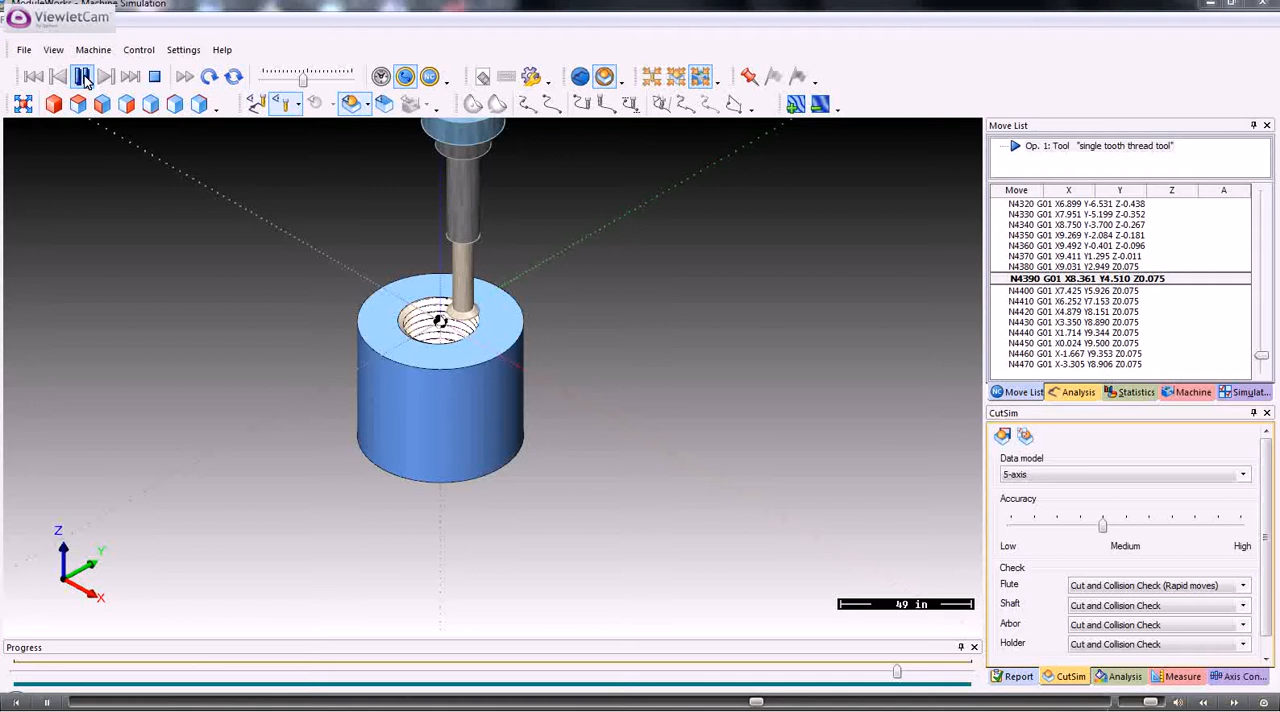 ModuleWorks - Machine Simulation
ViewletCam
File View Machine Control Settings Help
NC
Move List
Op. 1: Tool "single tooth thread tool"
Move X Y Z A
N4320 G01 X6.899 Y-6.531 Z-0.438
N4330 G01 X7.951 Y-5.199 Z-0.352
N4340 G01 X8.750 Y-3.700 Z-0.267
N4350 G01 X9.269 Y-2.084 Z-0.181
N4360 G01 X9.492 Y-0.401 Z-0.096
N4370 G01 X9.411 Y1.295 Z-0.011
N4380 G01 X9.031 Y2.949 Z0.075
N4390 G01 X8.361 Y4.510 Z0.075
N4400 G01 X7.425 Y5.926 Z0.075
N4410 G01 X6.252 Y7.153 Z0.075
N4420 G01 X4.879 Y8.153 Z0.075
N4430 G01 X3.350 Y8.890 Z0.075
N4440 G01 X1.714 Y9.344 Z0.075
N4450 G01 X0.024 Y9.500 Z0.075
N4460 G01 X-1.667 Y9.353 Z0.075
N4470 G01 X-3.305 Y8.906 Z0.075
NC Move List Analysis Statistics Machine Simulat...
CutSim
Data model
5-axis
Accuracy
Low Medium High
Check
Flute Cut and Collision Check (Rapid moves)
Shaft Cut and Collision Check
Arbor Cut and Collision Check
Holder Cut and Collision Check
Report CutSim Analysis Measure Axis Con...
Z
Y
X
49 in
Progress